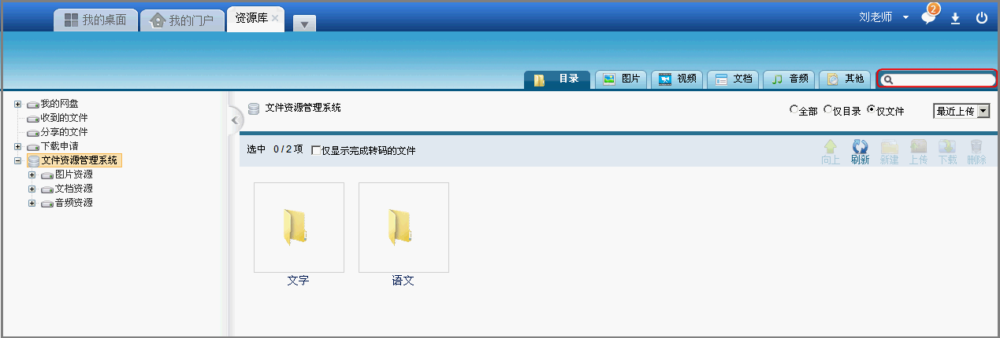 我的桌面 我的门户 资源库 刘老师 2
目录 图片 视频 文档 音频 其他
我的网盘
收到的文件
分享的文件
下载申请
文件资源管理系统
图片资源
文档资源
音频资源
文件资源管理系统 全部 仅目录 仅文件 最近上传
选中 0/2项 仅显示完成转码的文件 向上 刷新 新建 上传 下载 删除
文字 语文